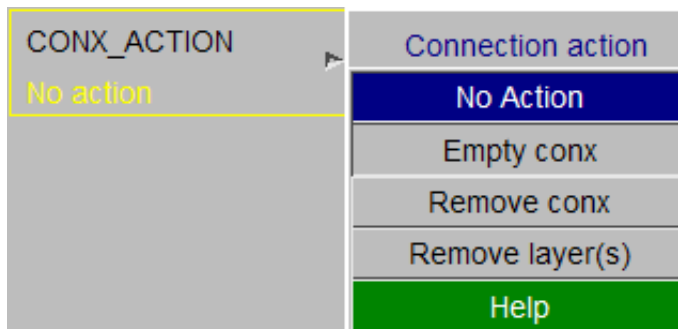 CONX_ACTION
No action
Connection action
No Action
Empty conx
Remove conx
Remove layer(s)
Help